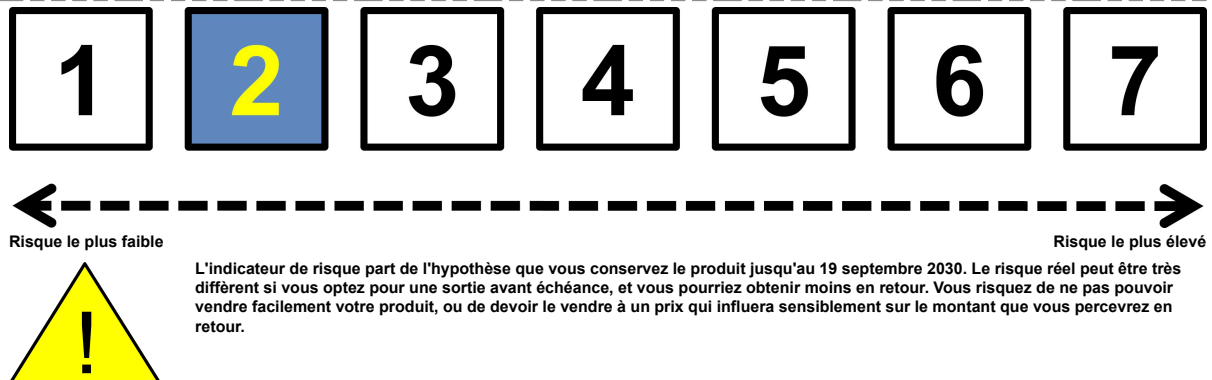 1 2 3 4 5 6 7
Risque le plus faible Risque le plus élevé
L'indicateur de risque part de l'hypothèse que vous conservez le produit jusqu'au 19 septembre 2030. Le risque réel peut être très
diffèrent si vous optez pour une sortie avant échéance, et vous pourriez obtenir moins en retour. Vous risquez de ne pas pouvoir
vendre facilement votre produit, ou de devoir le vendre à un prix qui influera sensiblement sur le montant que vous percevrez en
retour.
!